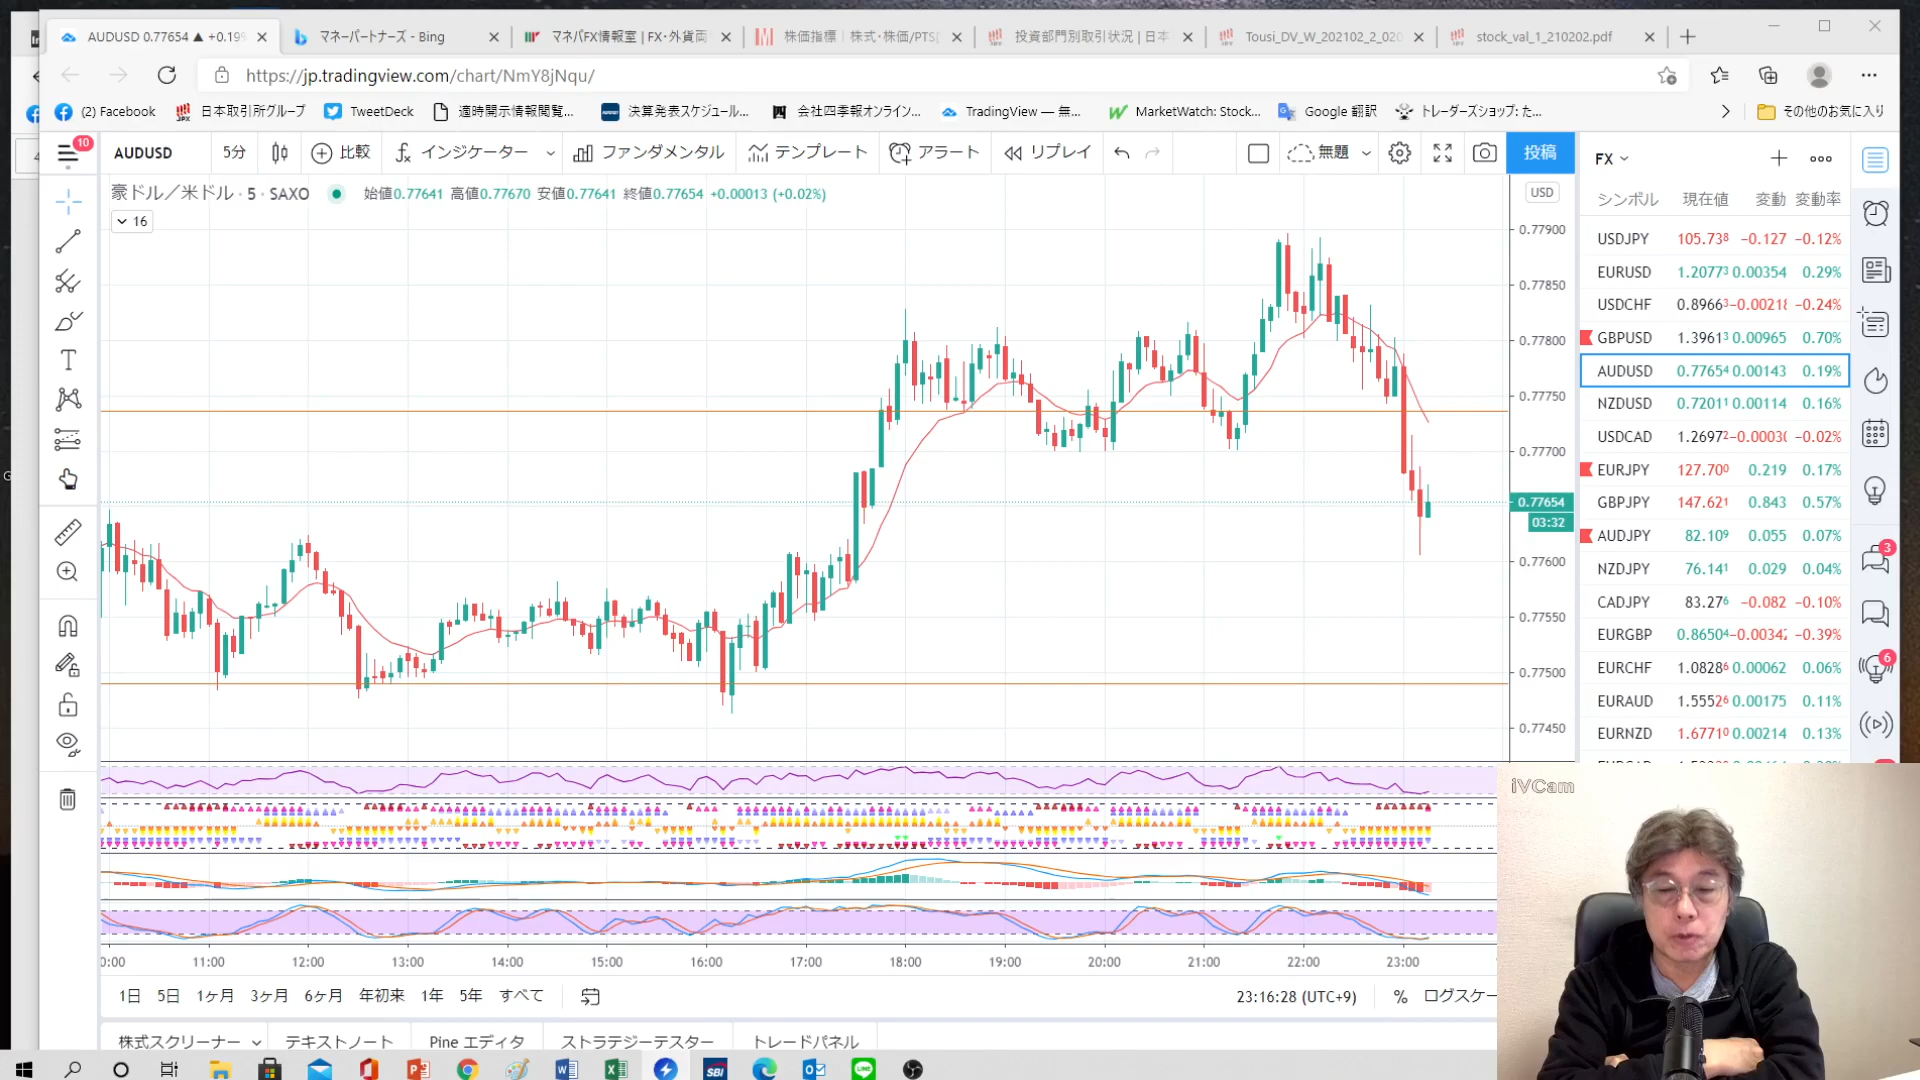 AUDUSD 0.77654 ▲ +0.19%
マネーパートナーズ - Bing
マネパFX情報室 | FX・外貨両
株価指標 | 株式・株価/PTS
投資部門別取引状況 | 日本
Tousi_DV_W_202102_2_020
stock_val_1_210202.pdf
https://jp.tradingview.com/chart/NmY8jNqu/
(2) Facebook
日本取引所グループ
TweetDeck
適時開示情報閲覧...
決算発表スケジュール...
会社四季報オンライン...
TradingView — 無...
MarketWatch: Stock...
Google 翻訳
トレーダーズショップ: た...
その他のお気に入り
10
AUDUSD
5分
比較
インジケーター
ファンダメンタル
テンプレート
アラート
リプレイ
無題
投稿
豪ドル／米ドル · 5 · SAXO
始値0.77641 高値0.77670 安値0.77641 終値0.77654 +0.00013 (+0.02%)
16
USD
0.77900
0.77850
0.77800
0.77750
0.77700
0.77654
03:32
0.77600
0.77550
0.77500
0.77450
FX
シンボル 現在値 変動 変動率
USDJPY 105.738 −0.127 −0.12%
EURUSD 1.20773 0.00354 0.29%
USDCHF 0.89663 −0.00218 −0.24%
GBPUSD 1.39613 0.00965 0.70%
AUDUSD 0.77654 0.00143 0.19%
NZDUSD 0.72011 0.00114 0.16%
USDCAD 1.26972 −0.0003( −0.02%
EURJPY 127.700 0.219 0.17%
GBPJPY 147.621 0.843 0.57%
AUDJPY 82.109 0.055 0.07%
NZDJPY 76.141 0.029 0.04%
CADJPY 83.276 −0.082 −0.10%
EURGBP 0.86504 −0.00342 −0.39%
EURCHF 1.08286 0.00062 0.06%
EURAUD 1.55526 0.00175 0.11%
EURNZD 1.67710 0.00214 0.13%
3
6
iVCam
0:00 11:00 12:00 13:00 14:00 15:00 16:00 17:00 18:00 19:00 20:00 21:00 22:00 23:00
1日 5日 1ヶ月 3ヶ月 6ヶ月 年初来 1年 5年 すべて
23:16:28 (UTC+9)
%
ログスケー
株式スクリーナー
テキストノート
Pine エディタ
ストラテジーテスター
トレードパネル
SBI